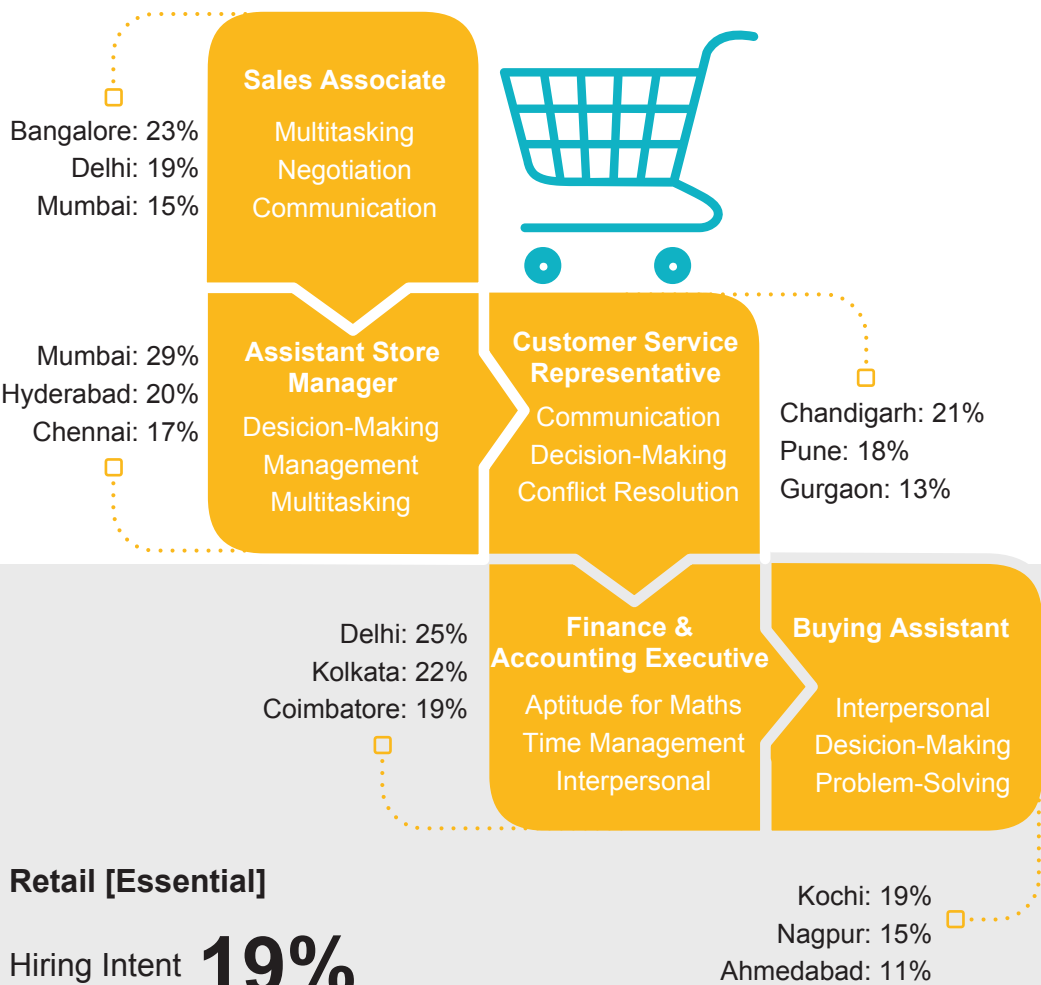 Sales Associate
Multitasking
Negotiation
Communication
Bangalore: 23%
Delhi: 19%
Mumbai: 15%
Assistant Store
Manager
Desicion-Making
Management
Multitasking
Mumbai: 29%
Hyderabad: 20%
Chennai: 17%
Customer Service
Representative
Communication
Decision-Making
Conflict Resolution
Chandigarh: 21%
Pune: 18%
Gurgaon: 13%
Finance &
Accounting Executive
Aptitude for Maths
Time Management
Interpersonal
Delhi: 25%
Kolkata: 22%
Coimbatore: 19%
Buying Assistant
Interpersonal
Desicion-Making
Problem-Solving
Kochi: 19%
Nagpur: 15%
Ahmedabad: 11%
Retail [Essential]
Hiring Intent 19%